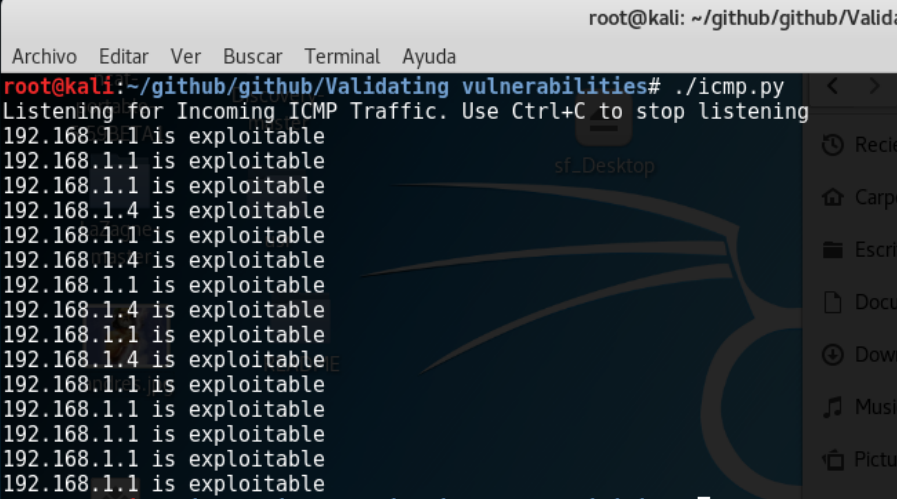 root@kali: ~/github/github/Valida
Archivo Editar Ver Buscar Terminal Ayuda
root@kali:~/github/github/Validating vulnerabilities# ./icmp.py
Listening for Incoming ICMP Traffic. Use Ctrl+C to stop listening
192.168.1.1 is exploitable
192.168.1.1 is exploitable
192.168.1.1 is exploitable
192.168.1.4 is exploitable
192.168.1.1 is exploitable
192.168.1.4 is exploitable
192.168.1.1 is exploitable
192.168.1.4 is exploitable
192.168.1.1 is exploitable
192.168.1.4 is exploitable
192.168.1.1 is exploitable
192.168.1.1 is exploitable
192.168.1.1 is exploitable
192.168.1.1 is exploitable
192.168.1.1 is exploitable
sf_Desktop
Recie
Carp
Escri
Docu
Dow
Musi
Pictu